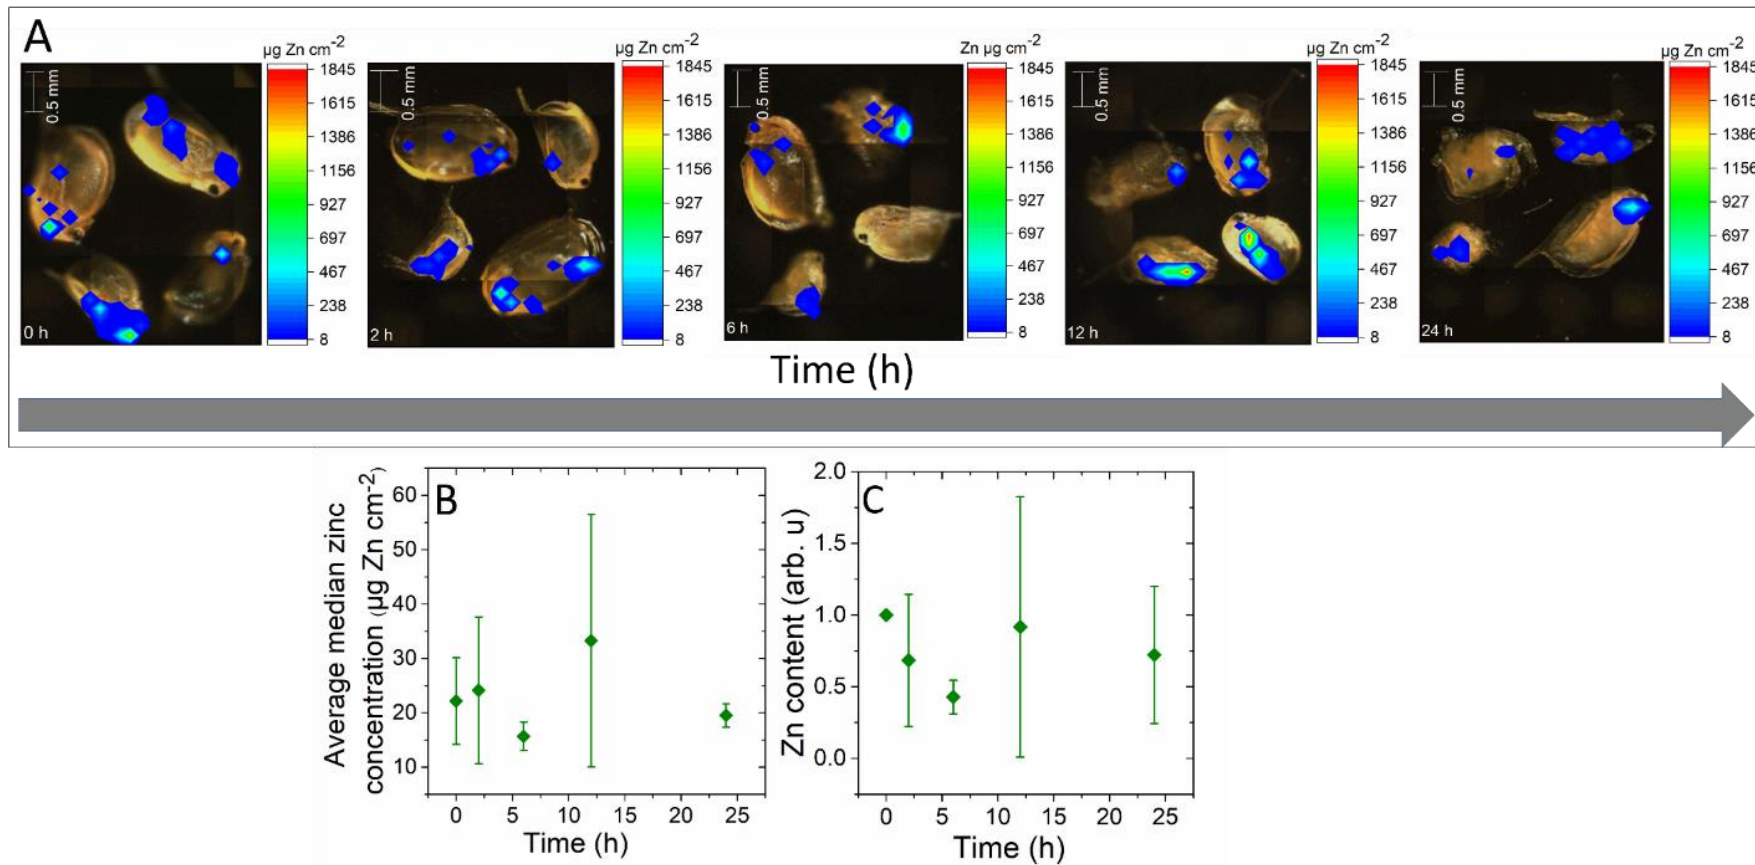 A
µg Zn cm-2
1845
1615
1386
1156
927
697
467
238
8
0.5 mm
0 h
µg Zn cm-2
1845
1615
1386
1156
927
697
467
238
8
0.5 mm
2 h
Zn µg cm-2
1845
1615
1386
1156
927
697
467
238
8
0.5 mm
6 h
µg Zn cm-2
1845
1615
1386
1156
927
697
467
238
8
0.5 mm
12 h
µg Zn cm-2
1845
1615
1386
1156
927
697
467
238
8
0.5 mm
24 h
Time (h)
B
Average median zinc
concentration (µg Zn cm-2)
60
50
40
30
20
10
0 5 10 15 20 25
Time (h)
C
Zn content (arb. u)
2.0
1.5
1.0
0.5
0.0
0 5 10 15 20 25
Time (h)